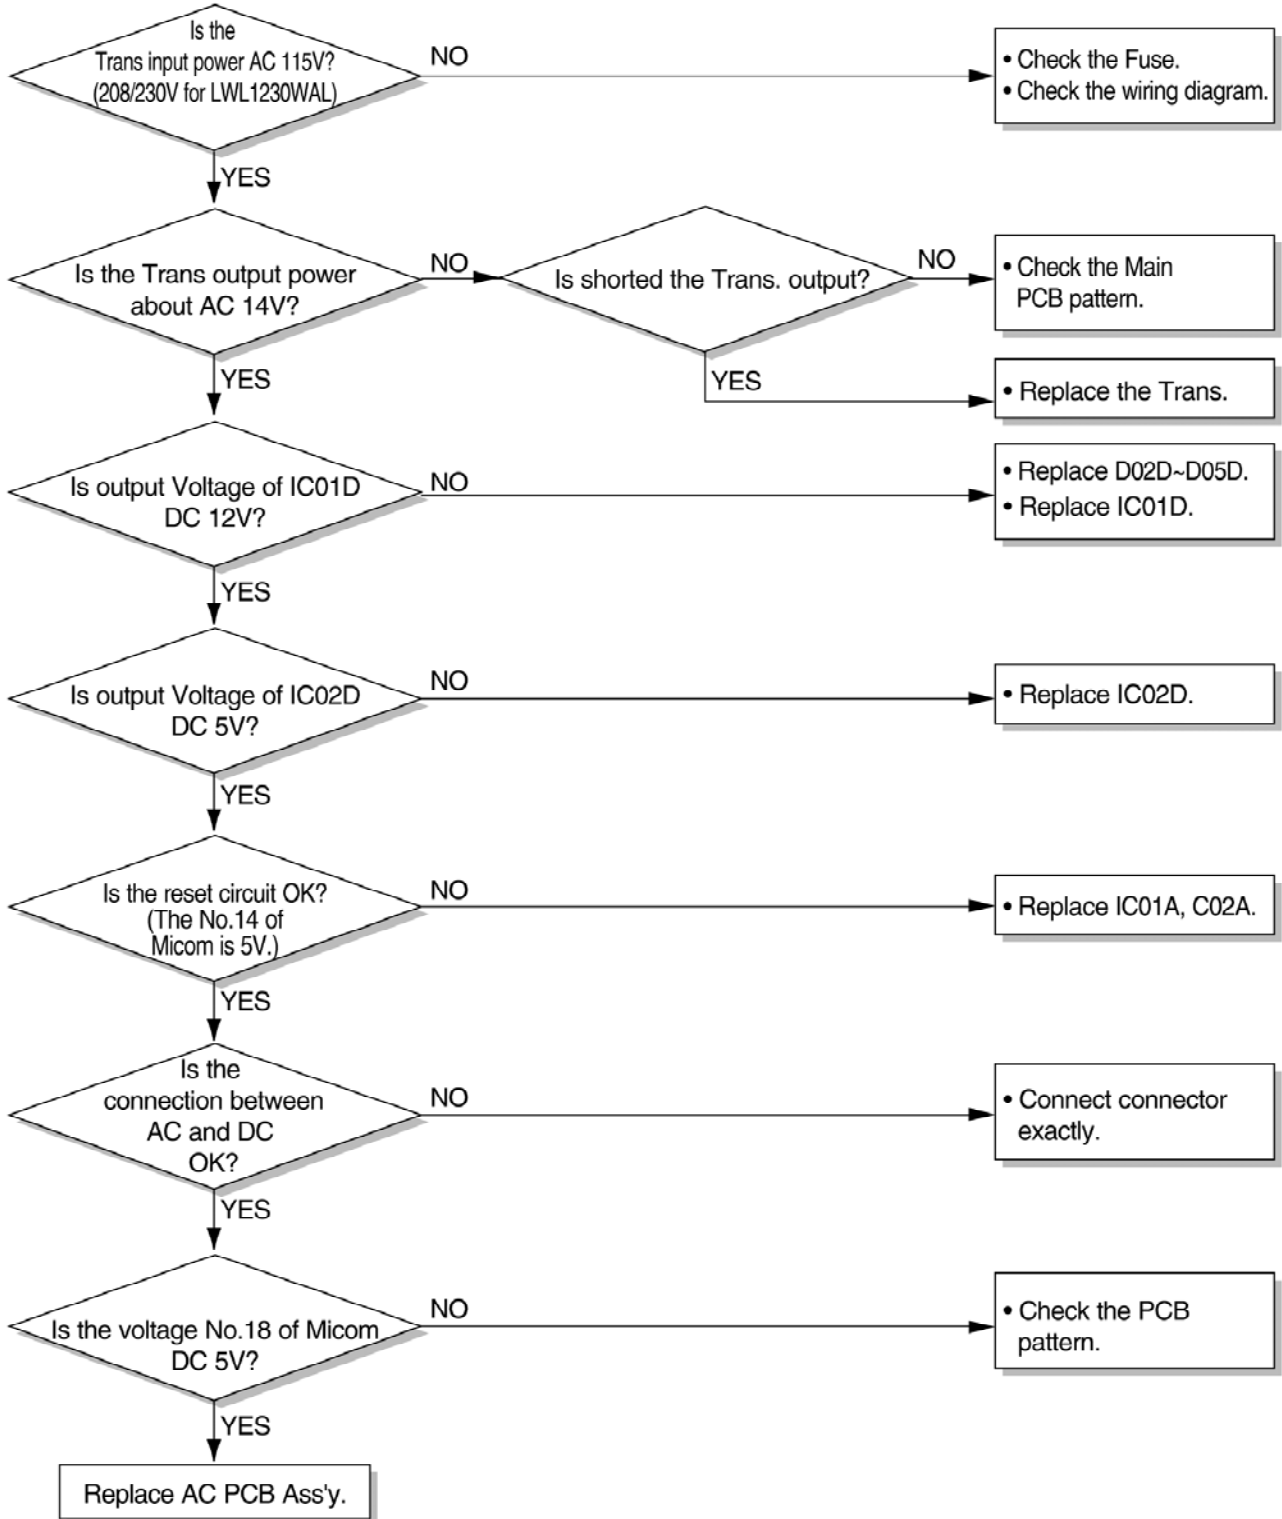 Is the
Trans input power AC 115V?
(208/230V for LWL1230WAL)
NO
• Check the Fuse.
• Check the wiring diagram.
YES
Is the Trans output power
about AC 14V?
NO
Is shorted the Trans. output?
NO
• Check the Main
PCB pattern.
YES
• Replace the Trans.
YES
Is output Voltage of IC01D
DC 12V?
NO
• Replace D02D~D05D.
• Replace IC01D.
YES
Is output Voltage of IC02D
DC 5V?
NO
• Replace IC02D.
YES
Is the reset circuit OK?
(The No.14 of
Micom is 5V.)
NO
• Replace IC01A, C02A.
YES
Is the
connection between
AC and DC
OK?
NO
• Connect connector
exactly.
YES
Is the voltage No.18 of Micom
DC 5V?
NO
• Check the PCB
pattern.
YES
Replace AC PCB Ass'y.